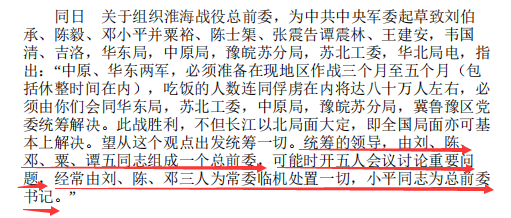 同日　关于组织淮海战役总前委，为中共中央军委起草致刘伯
承、陈毅、邓小平并粟裕、陈士榘、张震告谭震林、王建安，韦国
清、吉洛，华东局，中原局，豫皖苏分局，苏北工委，华北局电，指
出：“中原、华东两军，必须准备在现地区作战三个月至五个月（包
括休整时间在内），吃饭的人数连同俘虏在内将达八十万人左右，必
须由你们会同华东局，苏北工委，中原局，豫皖苏分局，冀鲁豫区党
委统筹解决。此战胜利，不但长江以北局面大定，即全国局面亦可基
本上解决。望从这个观点出发统筹一切。统筹的领导，由刘、陈、
邓、粟、谭五同志组成一个总前委，可能时开五人会议讨论重要问
题，经常由刘、陈、邓三人为常委临机处置一切，小平同志为总前委
书记。”